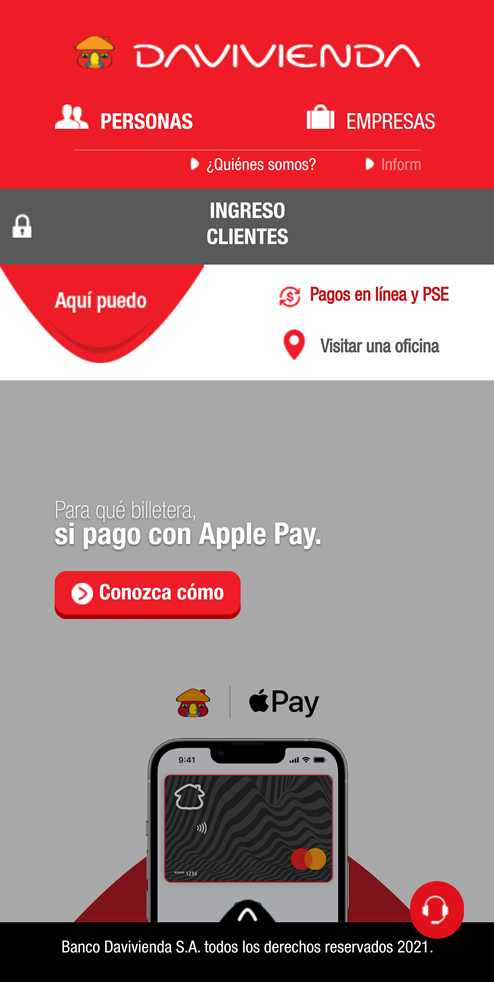 DAVIVIENDA
PERSONAS
EMPRESAS
¿Quiénes somos?
Inform
INGRESO
CLIENTES
Aquí puedo
Pagos en línea y PSE
Visitar una oficina
Para qué billetera,
si pago con Apple Pay.
Conozca cómo
Pay
9:41
**** 1234
Banco Davivienda S.A. todos los derechos reservados 2021.